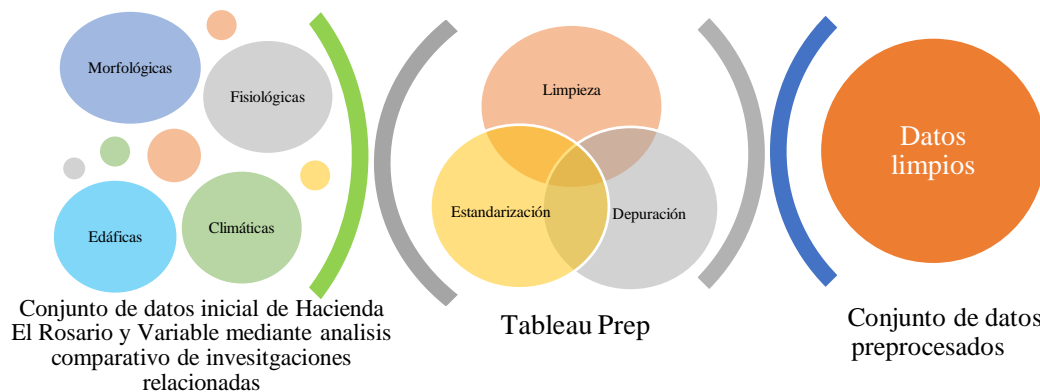 Morfológicas
Fisiológicas
Edáficas
Climáticas
Conjunto de datos inicial de Hacienda
El Rosario y Variable mediante analisis
comparativo de invesitgaciones
relacionadas
Limpieza
Estandarización
Depuración
Tableau Prep
Datos
limpios
Conjunto de datos
preprocesados